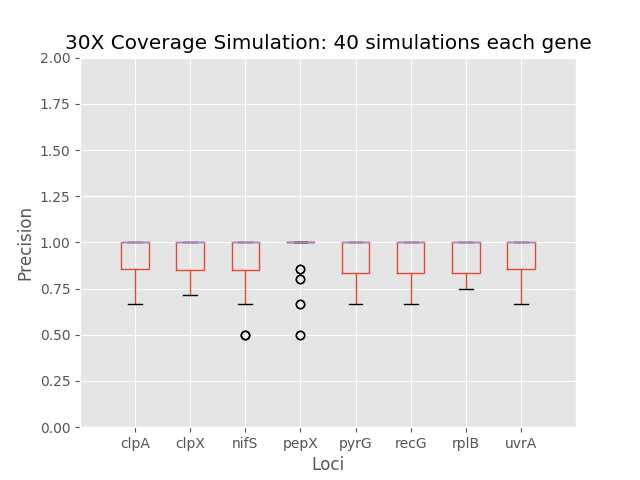 30X Coverage Simulation: 40 simulations each gene
2.00
1.75
1.50
1.25
1.00
0.75
0.50
0.25
0.00
Precision
clpA clpX nifS pepX pyrG recG rplB uvrA
Loci